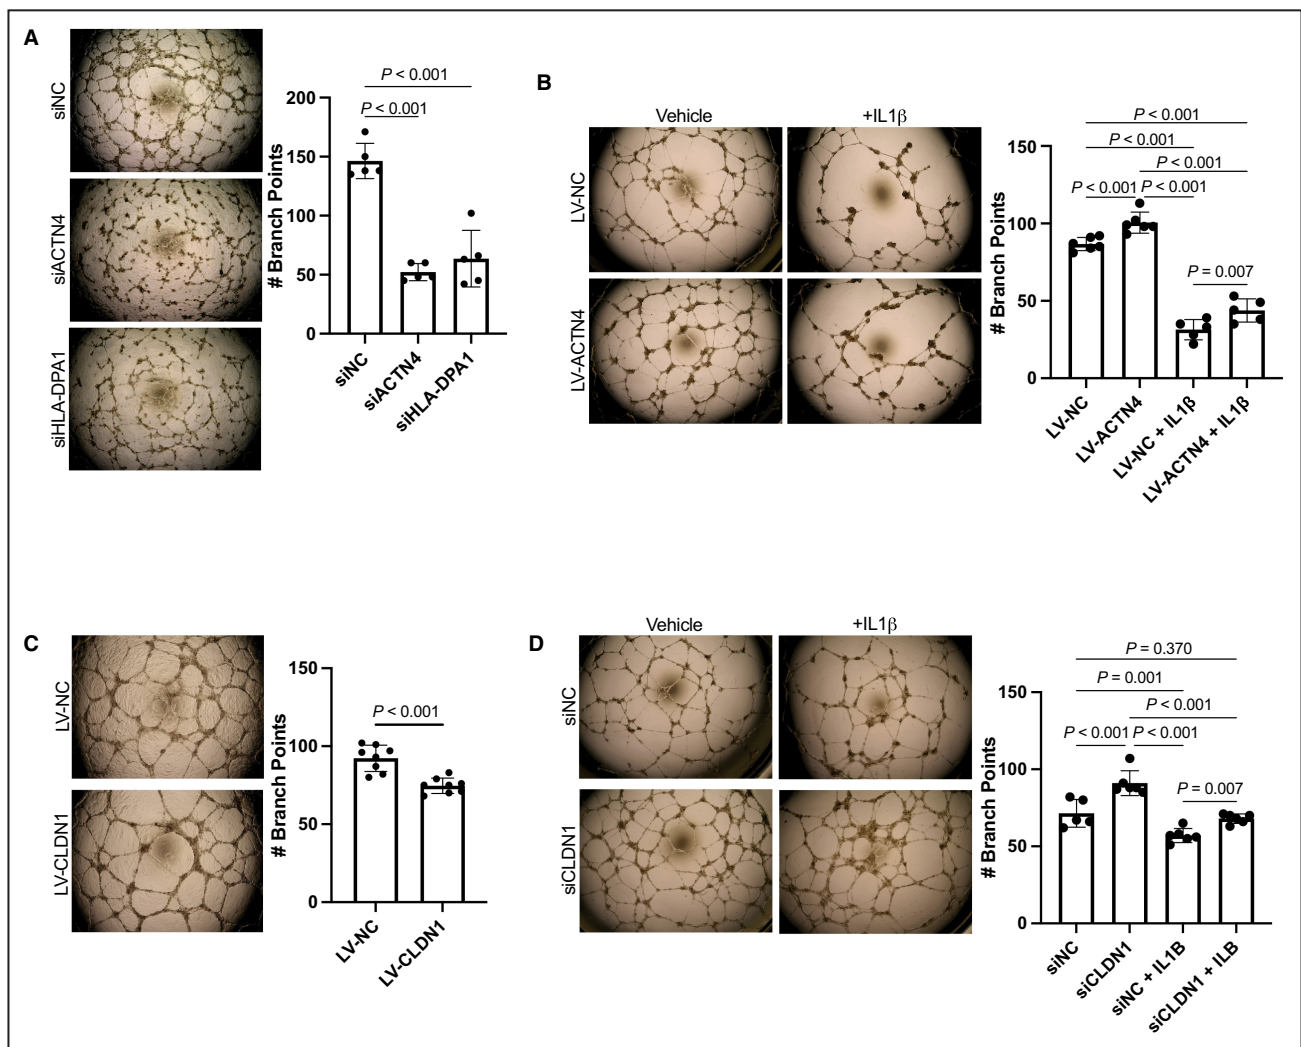 A
siNC
siACTN4
siHLA-DPA1
# Branch Points
200
150
100
50
0
P < 0.001
P < 0.001
siNC
siACTN4
siHLA-DPA1
B
Vehicle
+IL1β
LV-NC
LV-ACTN4
# Branch Points
150
100
50
0
P < 0.001
P < 0.001
P < 0.001
P < 0.001
P < 0.001
P = 0.007
LV-NC
LV-ACTN4
LV-NC + IL1β
LV-ACTN4 + IL1β
C
LV-NC
LV-CLDN1
# Branch Points
150
100
50
0
P < 0.001
LV-NC
LV-CLDN1
D
Vehicle
+IL1β
siNC
siCLDN1
# Branch Points
150
100
50
0
P = 0.370
P = 0.001
P < 0.001
P < 0.001
P < 0.001
P = 0.007
siNC
siCLDN1
siNC + IL1B
siCLDN1 + ILB